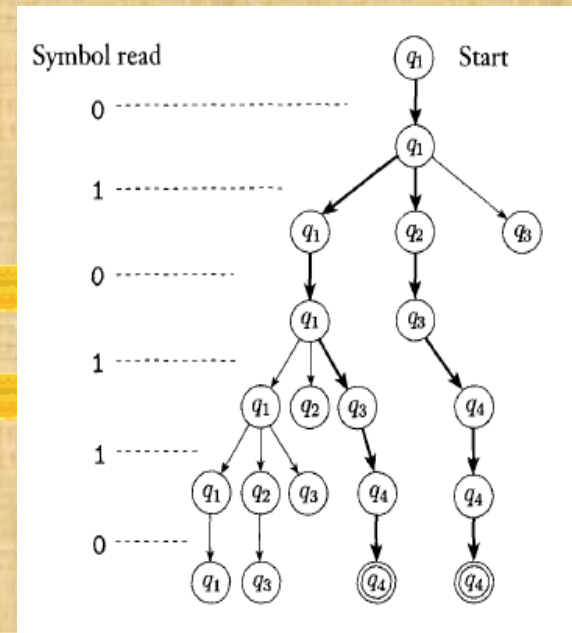 Symbol read q₁ Start
0
q₁
1
q₁ q₂ q₃
0
q₁ q₃
1
q₁ q₂ q₃ q₄
1
q₁ q₂ q₃ q₄ q₄
0
q₁ q₃ q₄ q₄